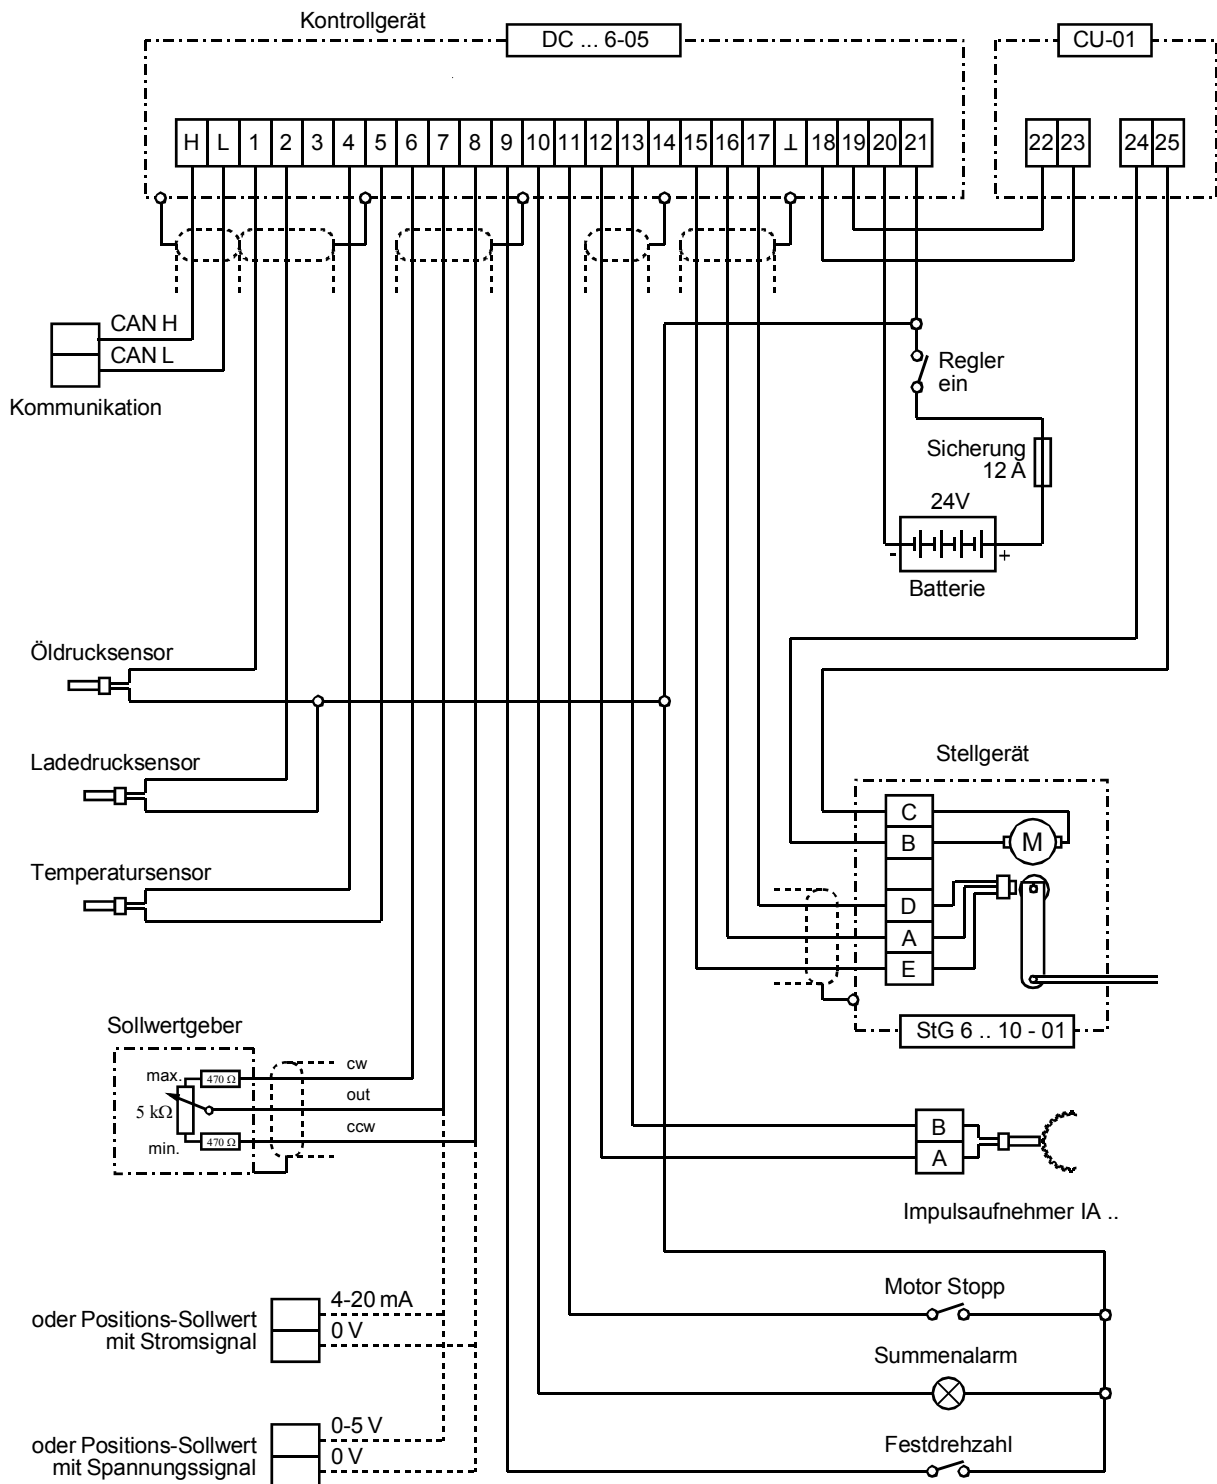 Kontrollgerät
DC ... 6-05
CU-01
H L 1 2 3 4 5 6 7 8 9 10 11 12 13 14 15 16 17 ⊥ 18 19 20 21
22 23 24 25
CAN H
CAN L
Kommunikation
Regler
ein
Sicherung
12 A
24V
- +
Batterie
Öldrucksensor
Ladedrucksensor
Temperatursensor
Stellgerät
C
B
M
D
A
E
StG 6 .. 10 - 01
Sollwertgeber
max.
470 Ω
cw
5 kΩ
out
470 Ω
ccw
min.
B
A
Impulsaufnehmer IA ..
4-20 mA
oder Positions-Sollwert
0 V
mit Stromsignal
Motor Stopp
Summenalarm
0-5 V
oder Positions-Sollwert
0 V
mit Spannungssignal
Festdrehzahl